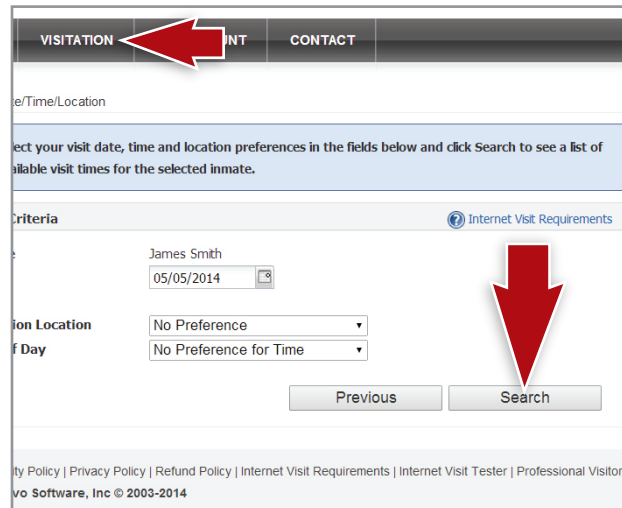 VISITATION CONTACT
e/Time/Location
ect your visit date, time and location preferences in the fields below and click Search to see a list of
ailable visit times for the selected inmate.
Criteria Internet Visit Requirements
James Smith
05/05/2014
ion Location No Preference
f Day No Preference for Time
Previous Search
ity Policy | Privacy Policy | Refund Policy | Internet Visit Requirements | Internet Visit Tester | Professional Visitor
vo Software, Inc © 2003-2014